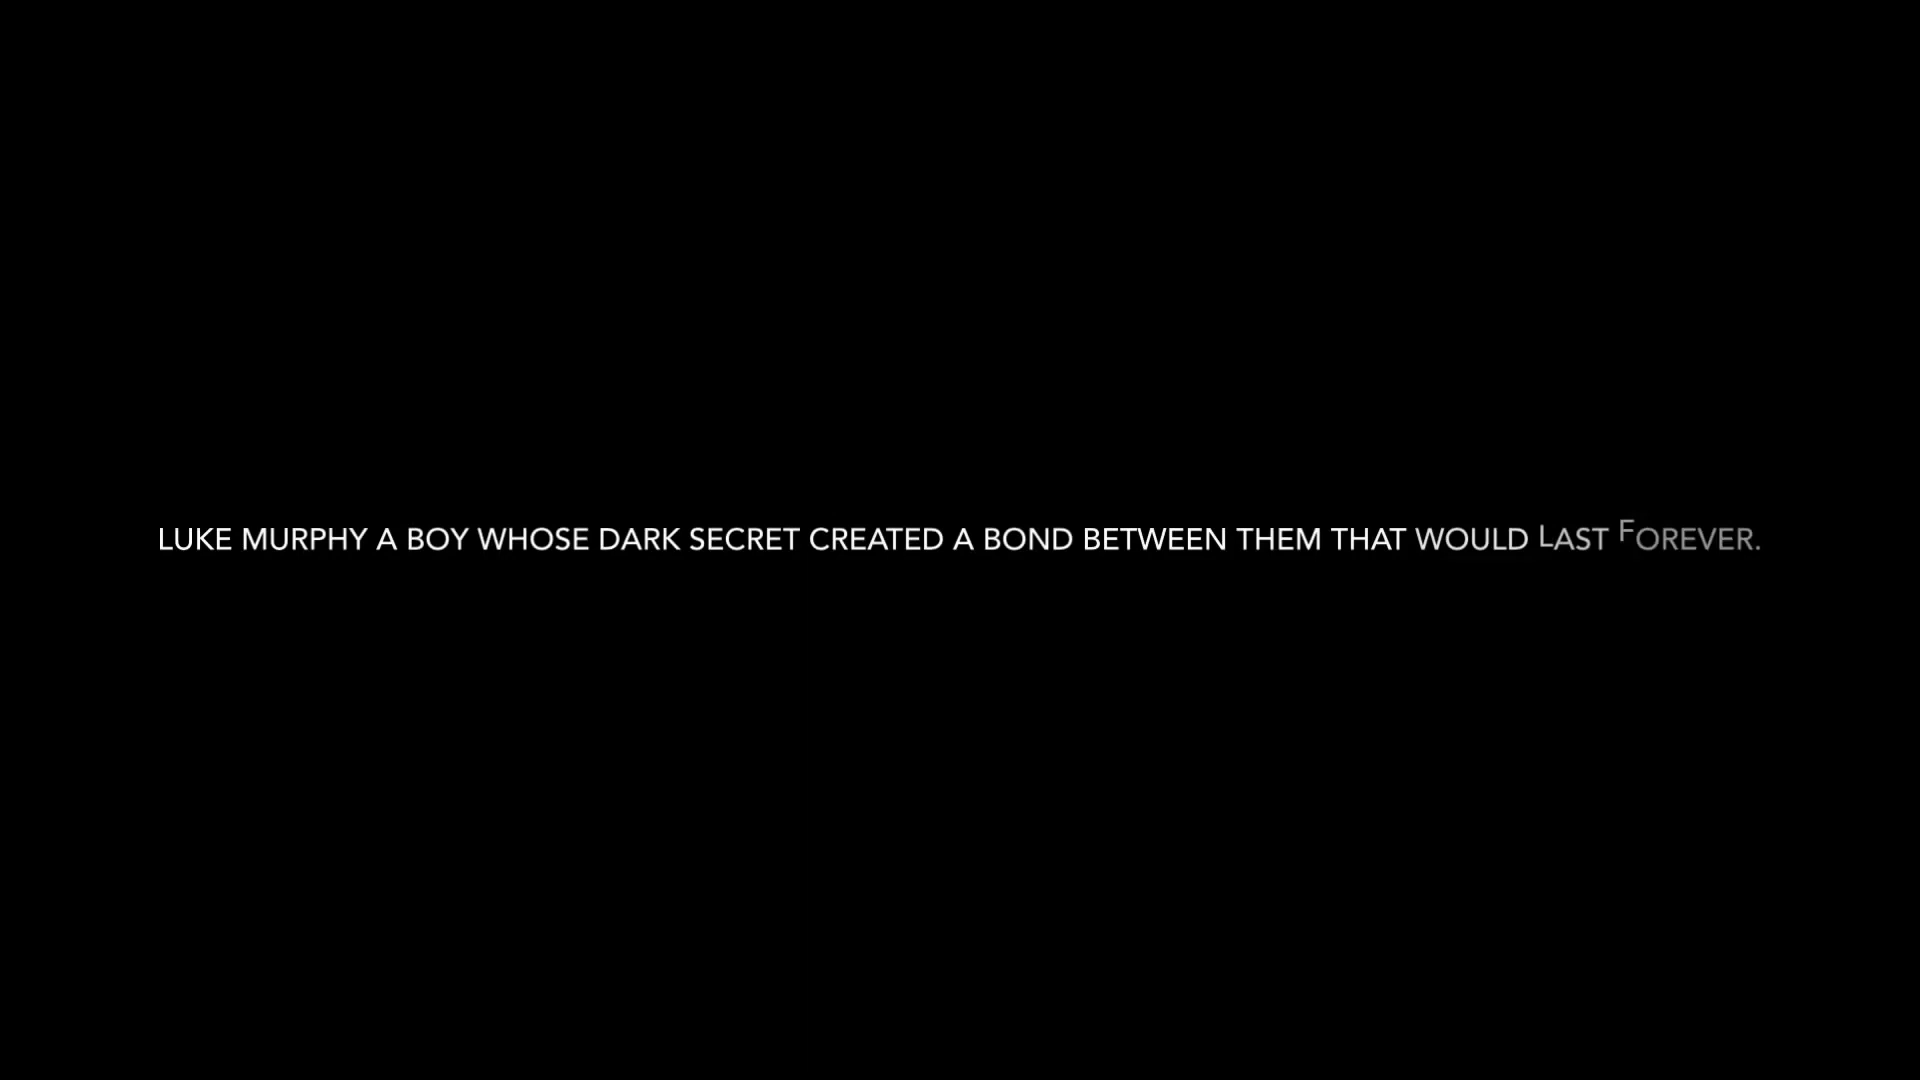 LUKE MURPHY A BOY WHOSE DARK SECRET CREATED A BOND BETWEEN THEM THAT WOULD LAST FOREVER.